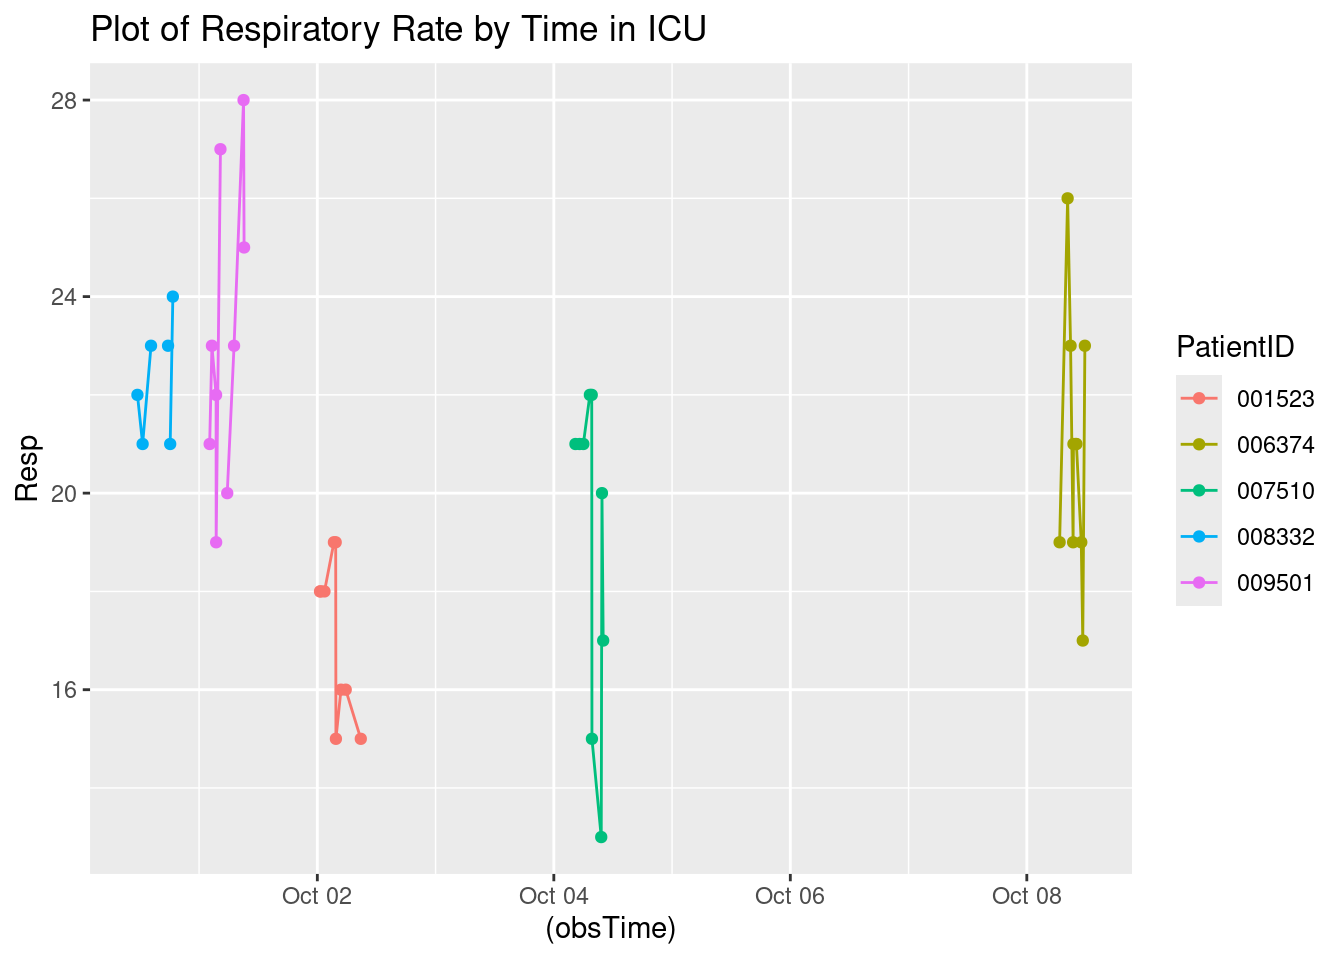 Plot of Respiratory Rate by Time in ICU
28
24
20
16
Resp
Oct 02 Oct 04 Oct 06 Oct 08
(obsTime)
PatientID
001523
006374
007510
008332
009501